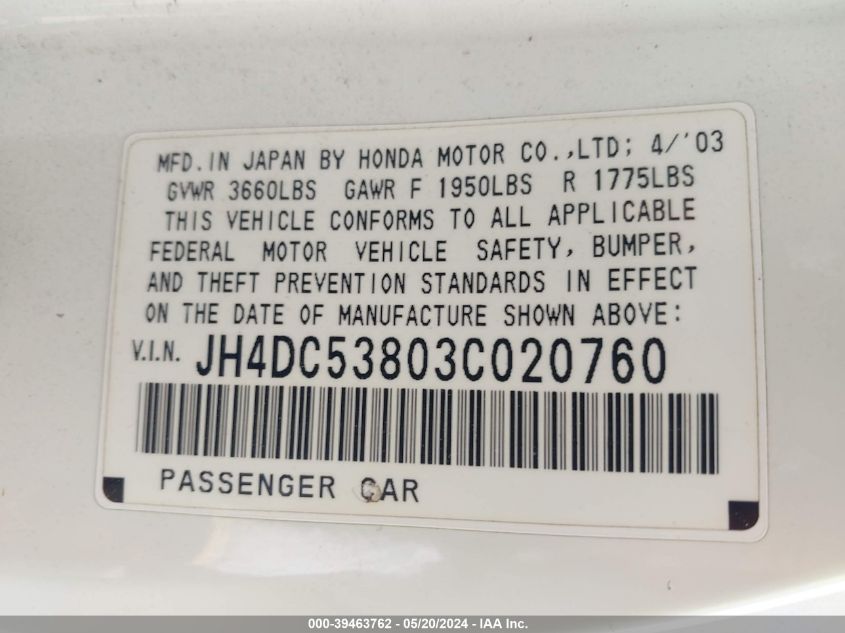 MFD.IN JAPAN BY HONDA MOTOR CO.,LTD; 4/'03
GVWR 3660LBS GAWR F 1950LBS R 1775LBS
THIS VEHICLE CONFORMS TO ALL APPLICABLE
FEDERAL MOTOR VEHICLE SAFETY, BUMPER,
AND THEFT PREVENTION STANDARDS IN EFFECT
ON THE DATE OF MANUFACTURE SHOWN ABOVE:
V.I.N. JH4DC53803C020760
PASSENGER CAR
000-39463762 - 05/20/2024 - IAA Inc.